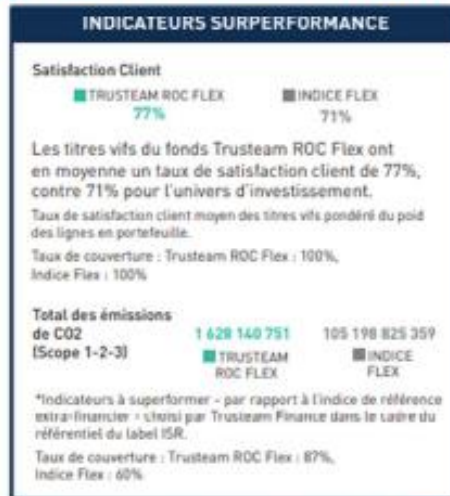 INDICATEURS SURPERFORMANCE
Satisfaction Client
TRUSTEAM ROC FLEX INDICE FLEX
77% 71%
Les titres vifs du fonds Trusteam ROC Flex ont
en moyenne un taux de satisfaction client de 77%,
contre 71% pour l'univers d'investissement.
Taux de satisfaction client moyen des titres vifs pondéré du poid
des lignes en portefeuille.
Taux de couverture : Trusteam ROC Flex : 100%,
Indice Flex : 100%
Total des émissions
de CO2 1 628 140 751 105 198 825 359
(Scope 1-2-3) TRUSTEAM INDICE
ROC FLEX FLEX
*Indicateurs à superformer - par rapport à l'indice de référence
extra-financier - choisi par Trusteam Finance dans le cadre du
référentiel du label ISR.
Taux de couverture : Trusteam ROC Flex : 87%,
Indice Flex : 60%